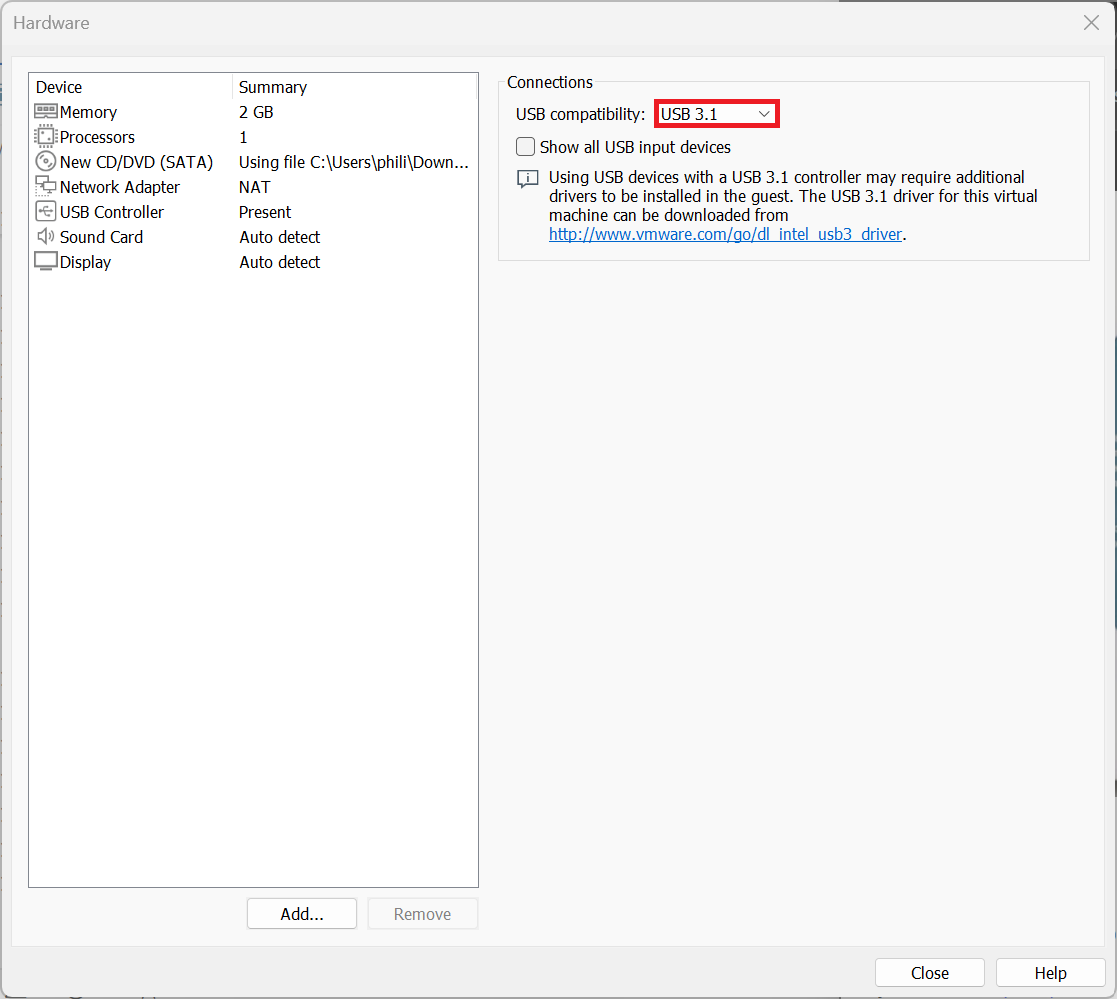 Hardware
Device Summary
Memory 2 GB
Processors 1
New CD/DVD (SATA) Using file C:\Users\phili\Down...
Network Adapter NAT
USB Controller Present
Sound Card Auto detect
Display Auto detect
Add... Remove
Connections
USB compatibility: USB 3.1
Show all USB input devices
Using USB devices with a USB 3.1 controller may require additional
drivers to be installed in the guest. The USB 3.1 driver for this virtual
machine can be downloaded from
http://www.vmware.com/go/dl_intel_usb3_driver.
Close Help